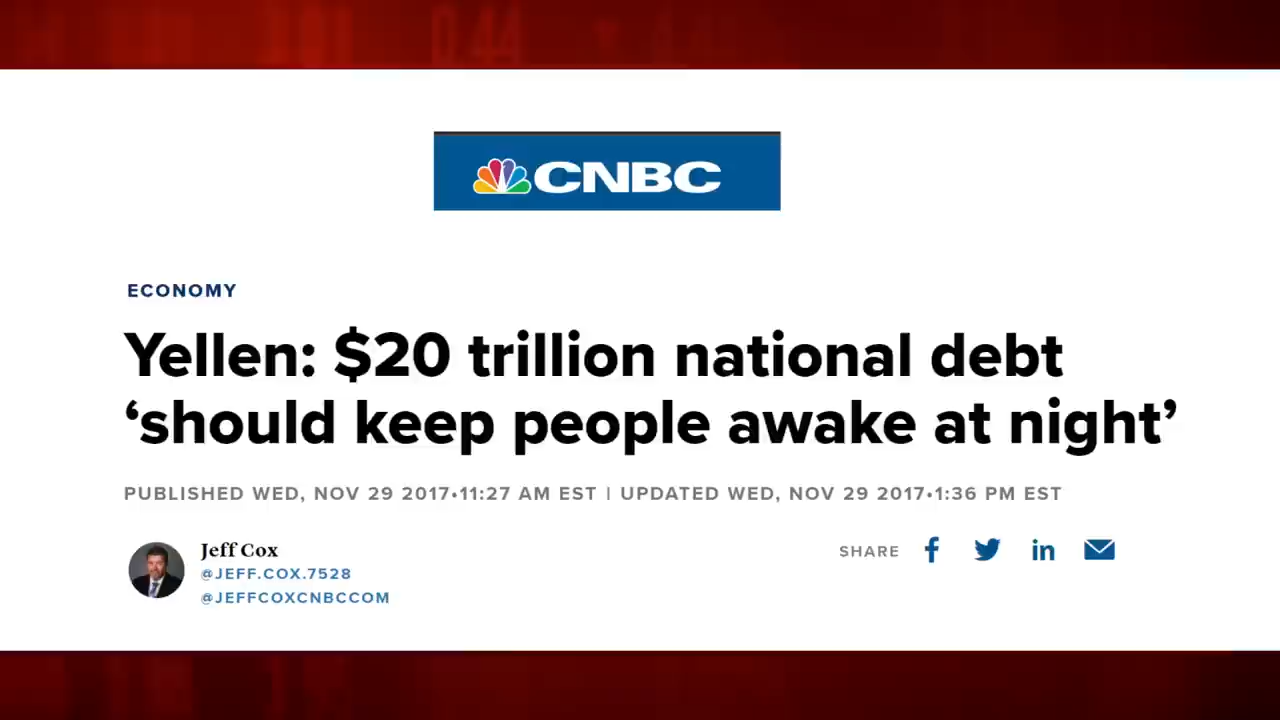 CNBC
ECONOMY
Yellen: $20 trillion national debt
‘should keep people awake at night’
PUBLISHED WED, NOV 29 2017•11:27 AM EST | UPDATED WED, NOV 29 2017•1:36 PM EST
Jeff Cox
SHARE
@JEFF.COX.7528
@JEFFCOXCNBCCOM